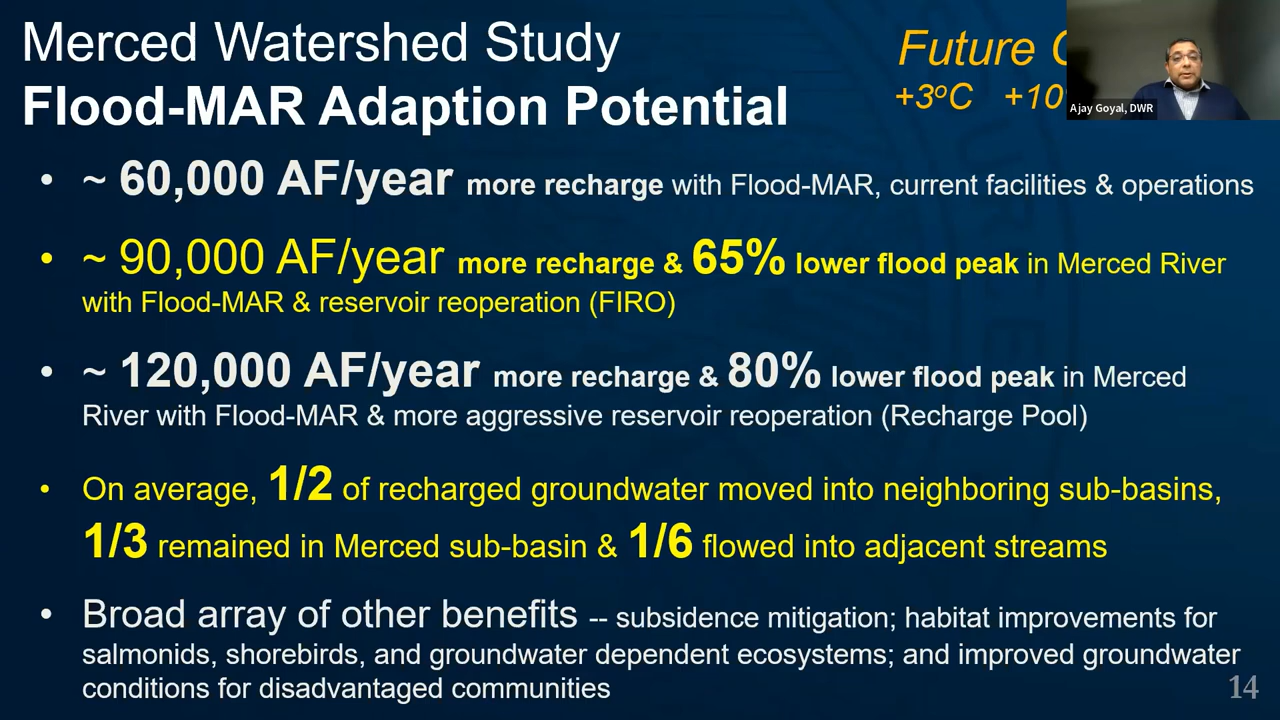 Merced Watershed Study
Flood-MAR Adaption Potential
Future
+3°C +10
Ajay Goyal, DWR
• ~ 60,000 AF/year more recharge with Flood-MAR, current facilities & operations
• ~ 90,000 AF/year more recharge & 65% lower flood peak in Merced River
with Flood-MAR & reservoir reoperation (FIRO)
• ~ 120,000 AF/year more recharge & 80% lower flood peak in Merced
River with Flood-MAR & more aggressive reservoir reoperation (Recharge Pool)
• On average, 1/2 of recharged groundwater moved into neighboring sub-basins,
1/3 remained in Merced sub-basin & 1/6 flowed into adjacent streams
• Broad array of other benefits -- subsidence mitigation; habitat improvements for
salmonids, shorebirds, and groundwater dependent ecosystems; and improved groundwater
conditions for disadvantaged communities
14